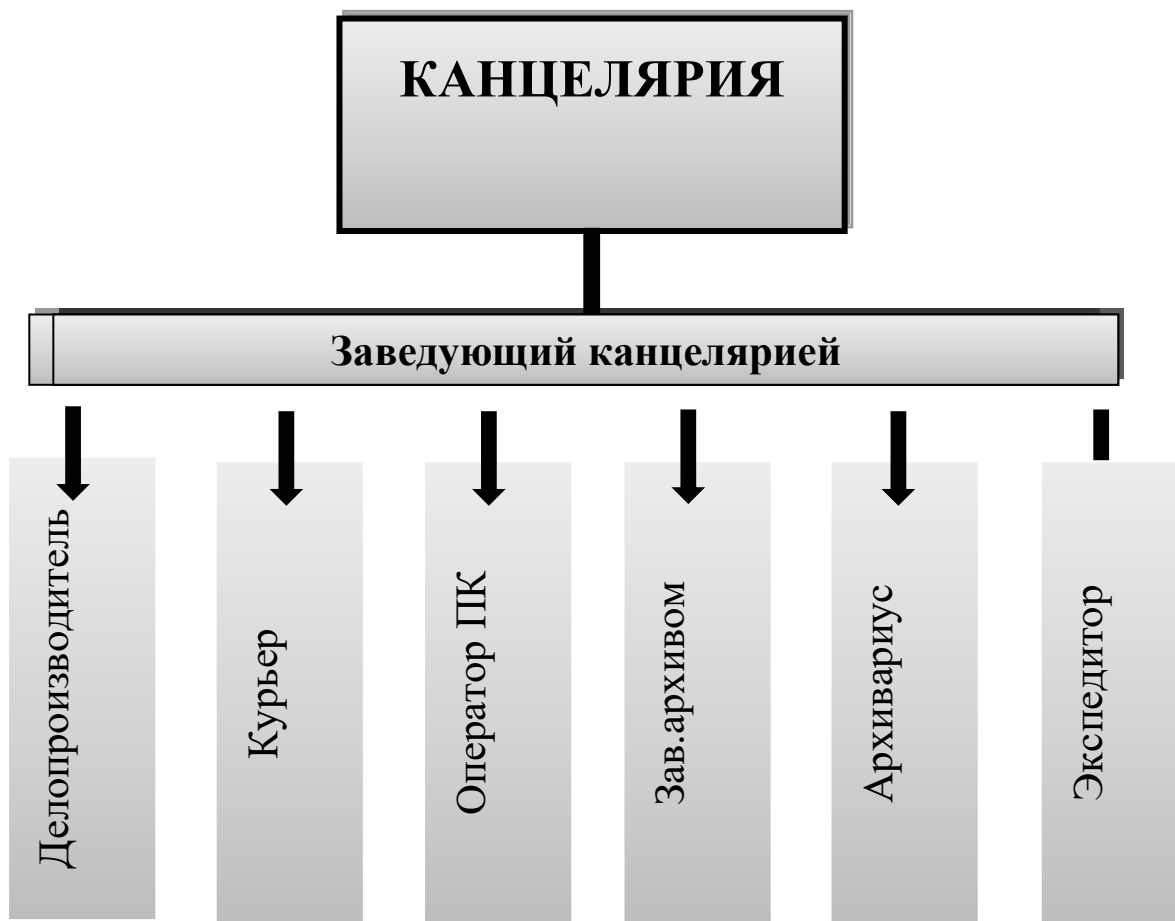 КАНЦЕЛЯРИЯ
Заведующий канцелярией
Делопроизводитель
Курьер
Оператор ПК
Зав.архивом
Архивариус
Экспедитор